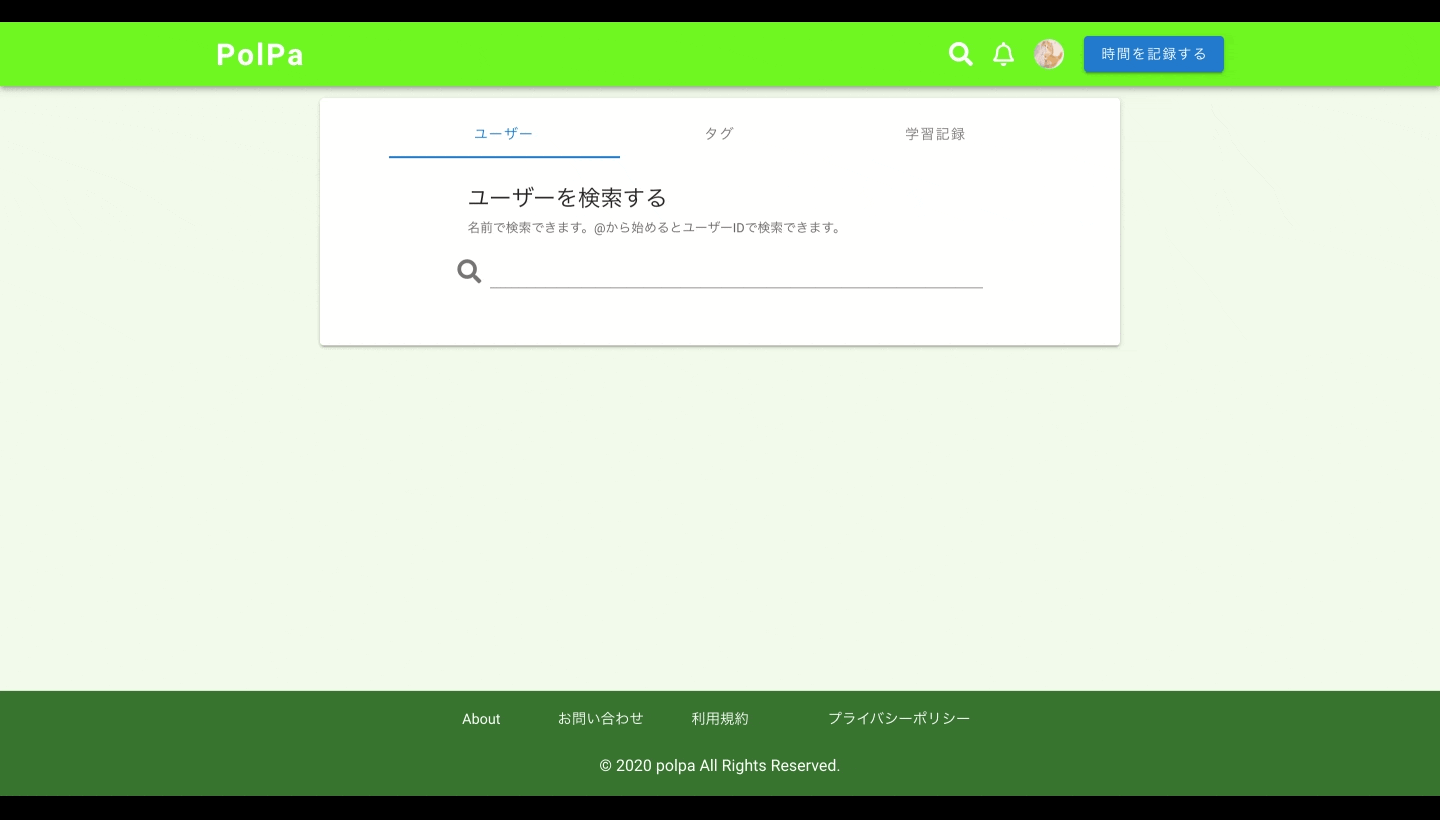 PolPa
時間を記録する
ユーザー
タグ
学習記録
ユーザーを検索する
名前で検索できます。@から始めるとユーザーIDで検索できます。
About
お問い合わせ
利用規約
プライバシーポリシー
© 2020 polpa All Rights Reserved.